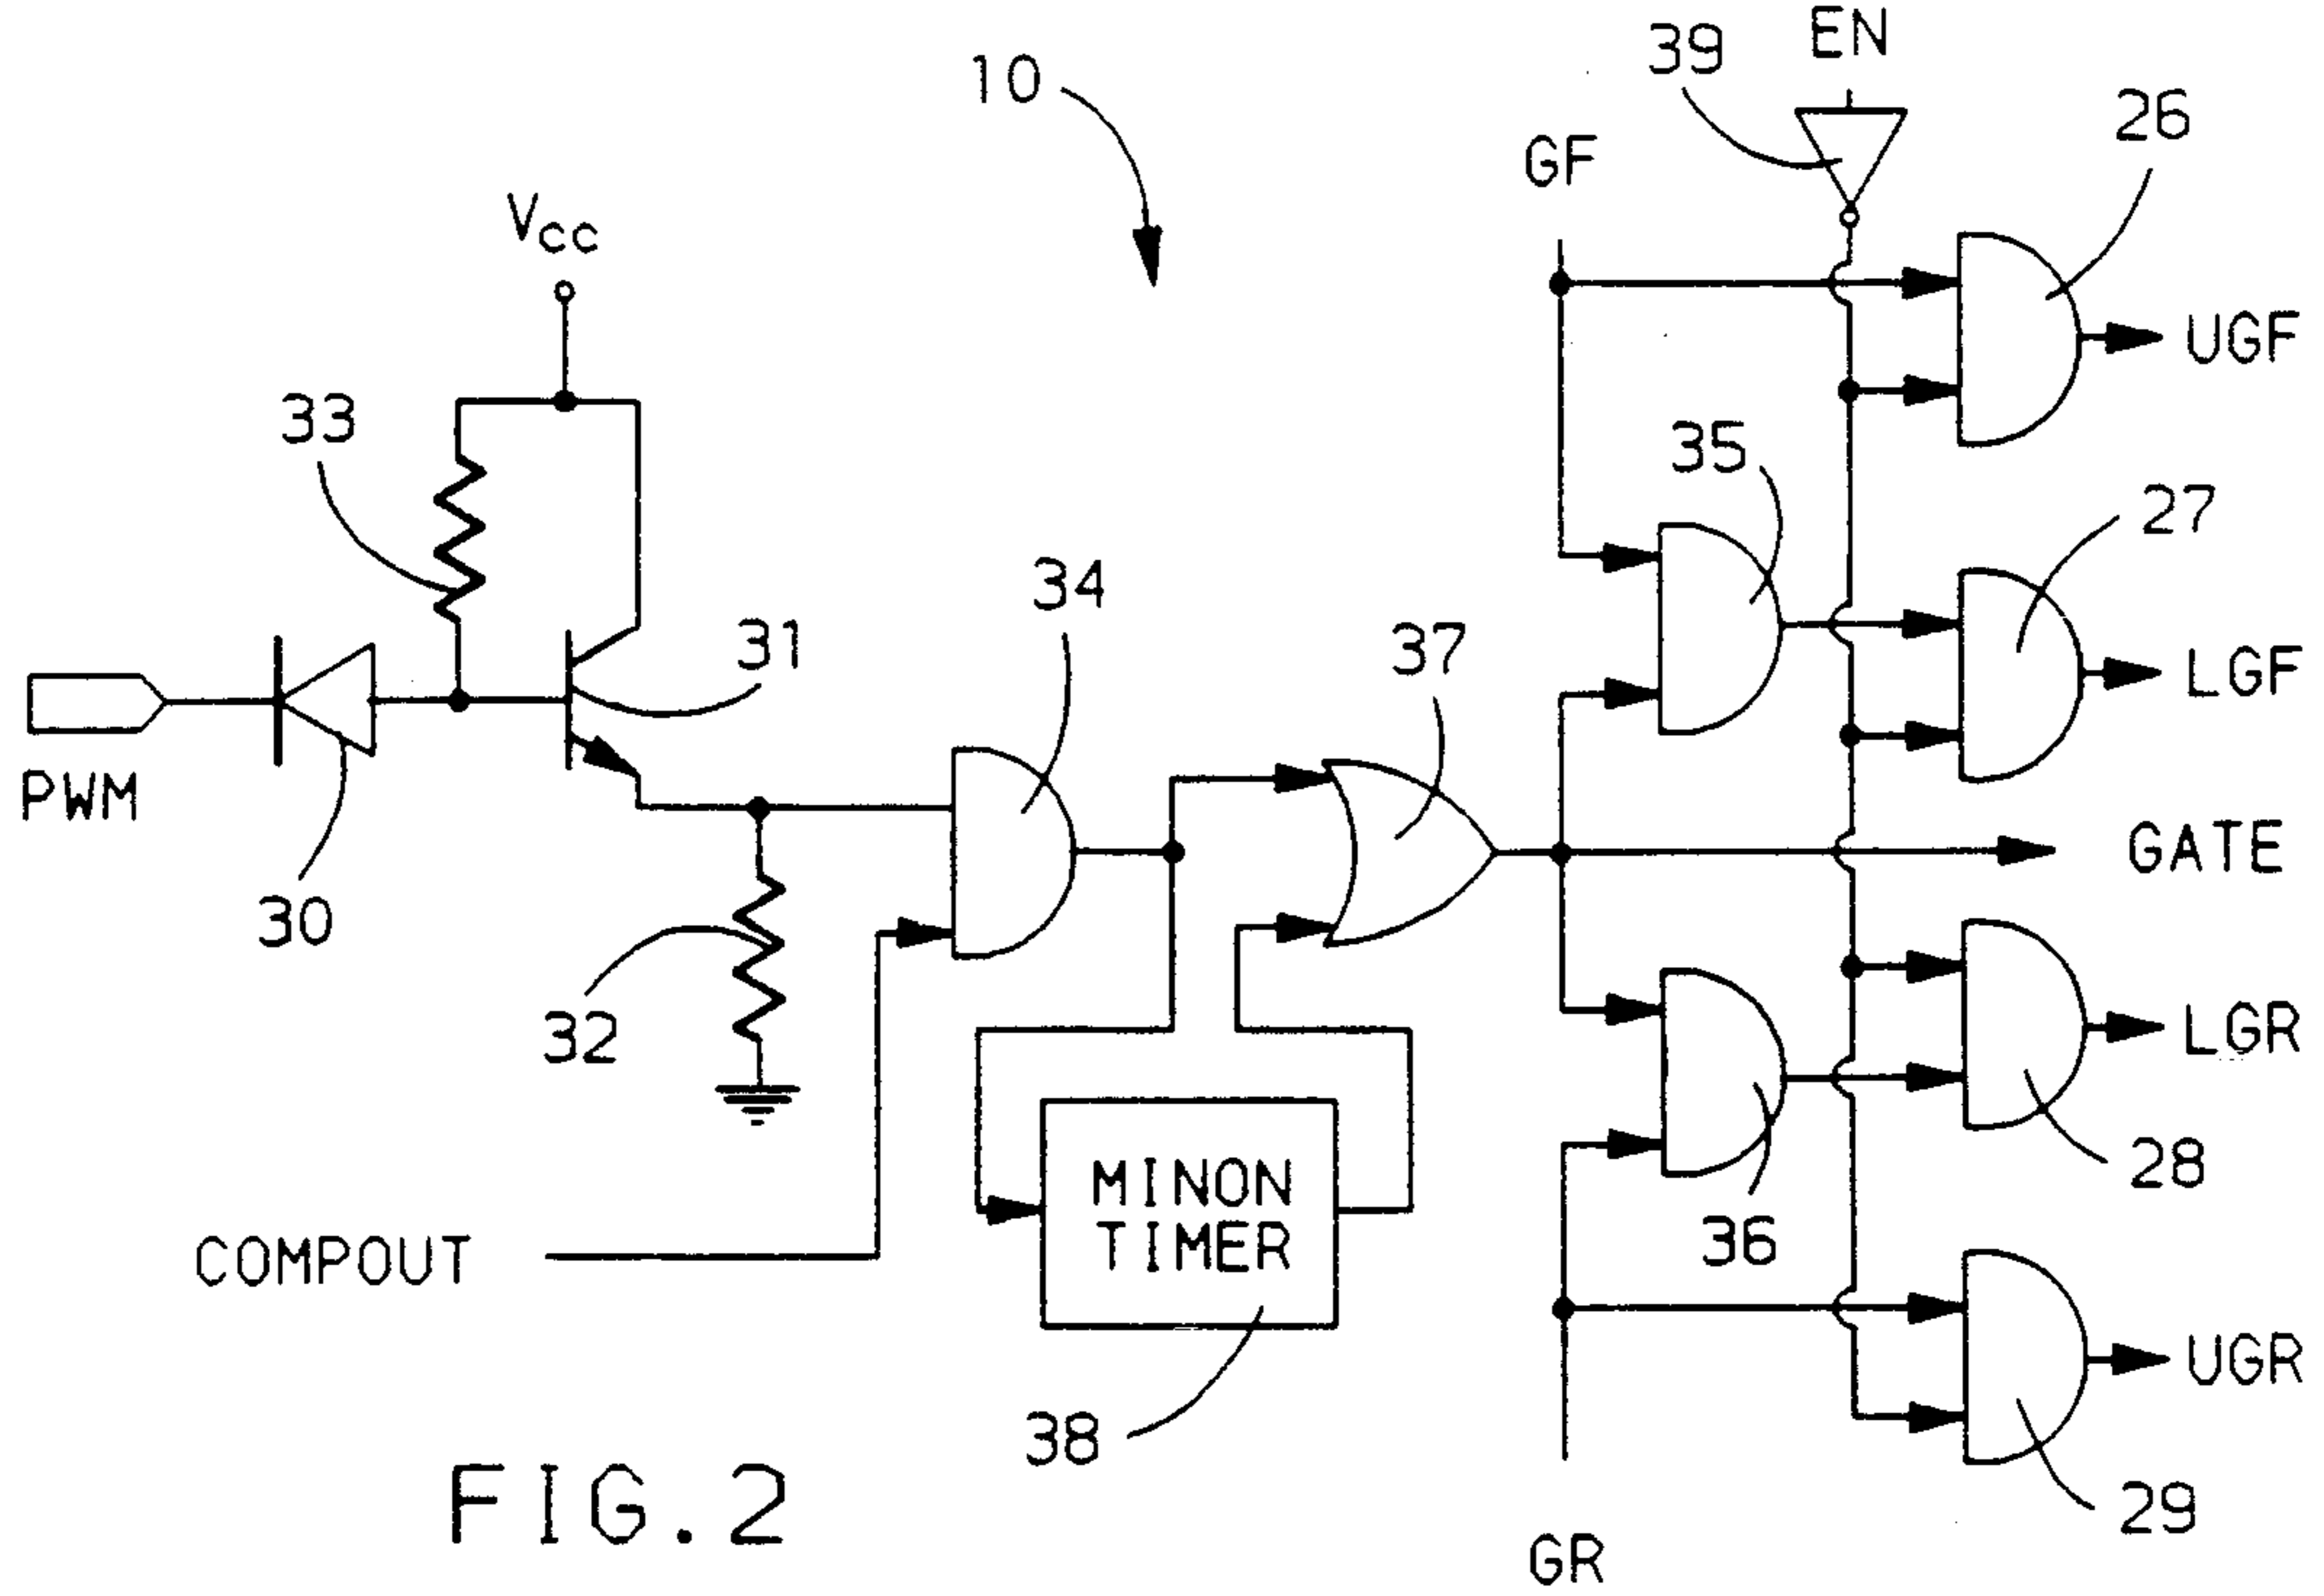 EN
39
10
26
GF
Vcc
UGF
33
35
27
34
31
37
LGF
PWM
GATE
30
LGR
32
MINON
TIMER
28
36
COMPOUT
UGR
38
29
FIG.2
GR